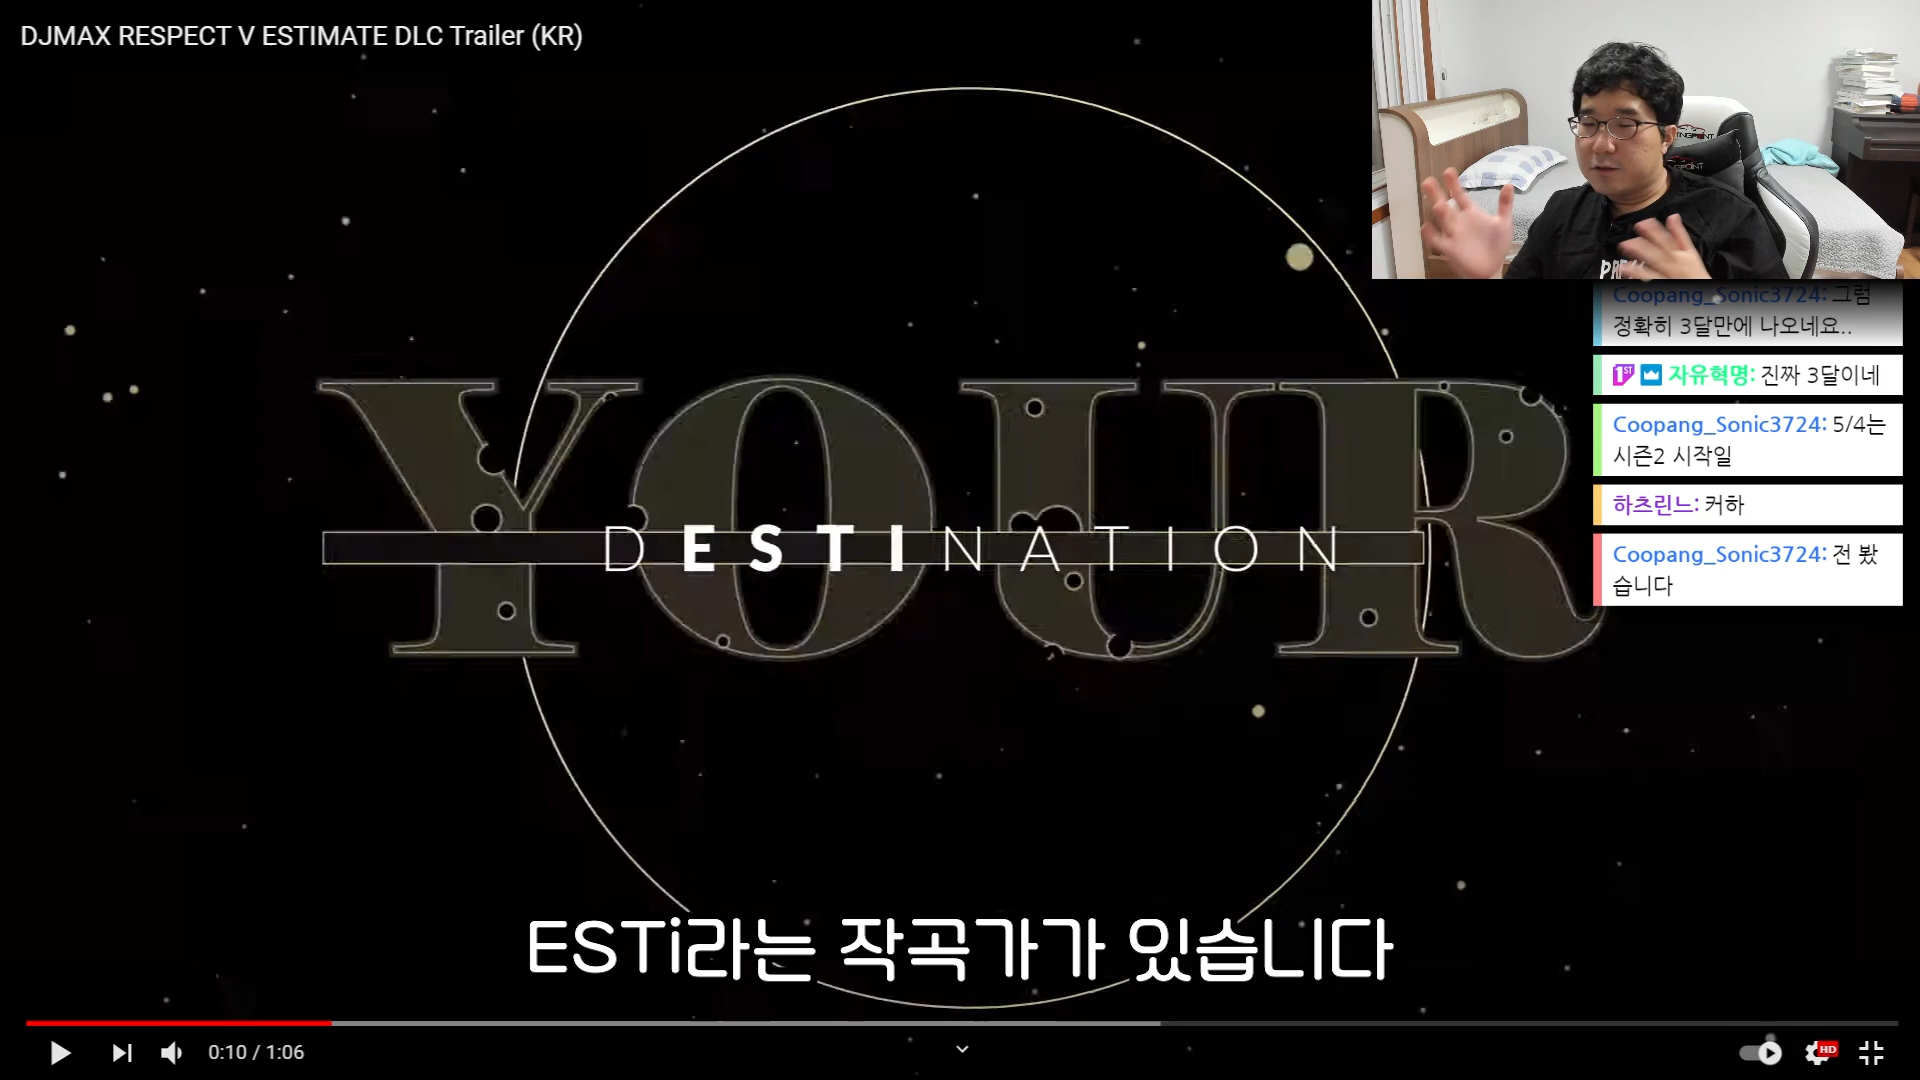 DJMAX RESPECT V ESTIMATE DLC Trailer (KR)
Coopang_Sonic3724: 그럼
정확히 3달만에 나오네요..
1ST 자유혁명: 진짜 3달이네
Coopang_Sonic3724: 5/4는
시즌2 시작일
하츠린느: 커하
Coopang_Sonic3724: 전 봤
습니다
YOUR
DESTINATION
ESTi라는 작곡가가 있습니다
0:10 / 1:06
HD